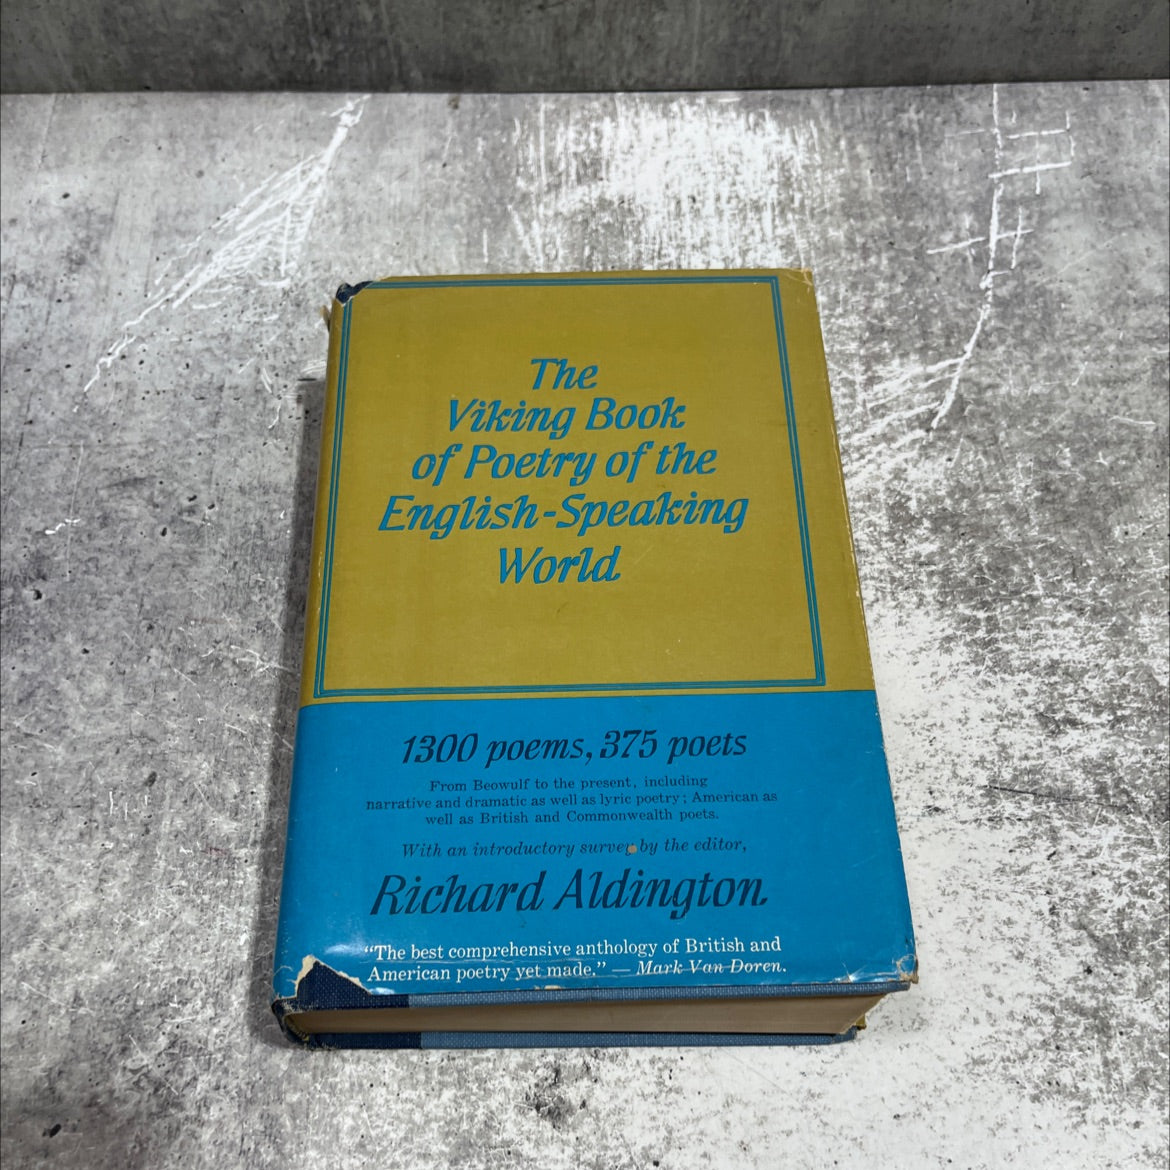 The
Viking Book
of Poetry of the
English-Speaking
World
1300 poems, 375 poets
From Beowulf to the present, including
narrative and dramatic as well as lyric poetry; American as
well as British and Commonwealth poets.
With an introductory survey by the editor,
Richard Aldington.
“The best comprehensive anthology of British and
American poetry yet made.” — Mark Van Doren.